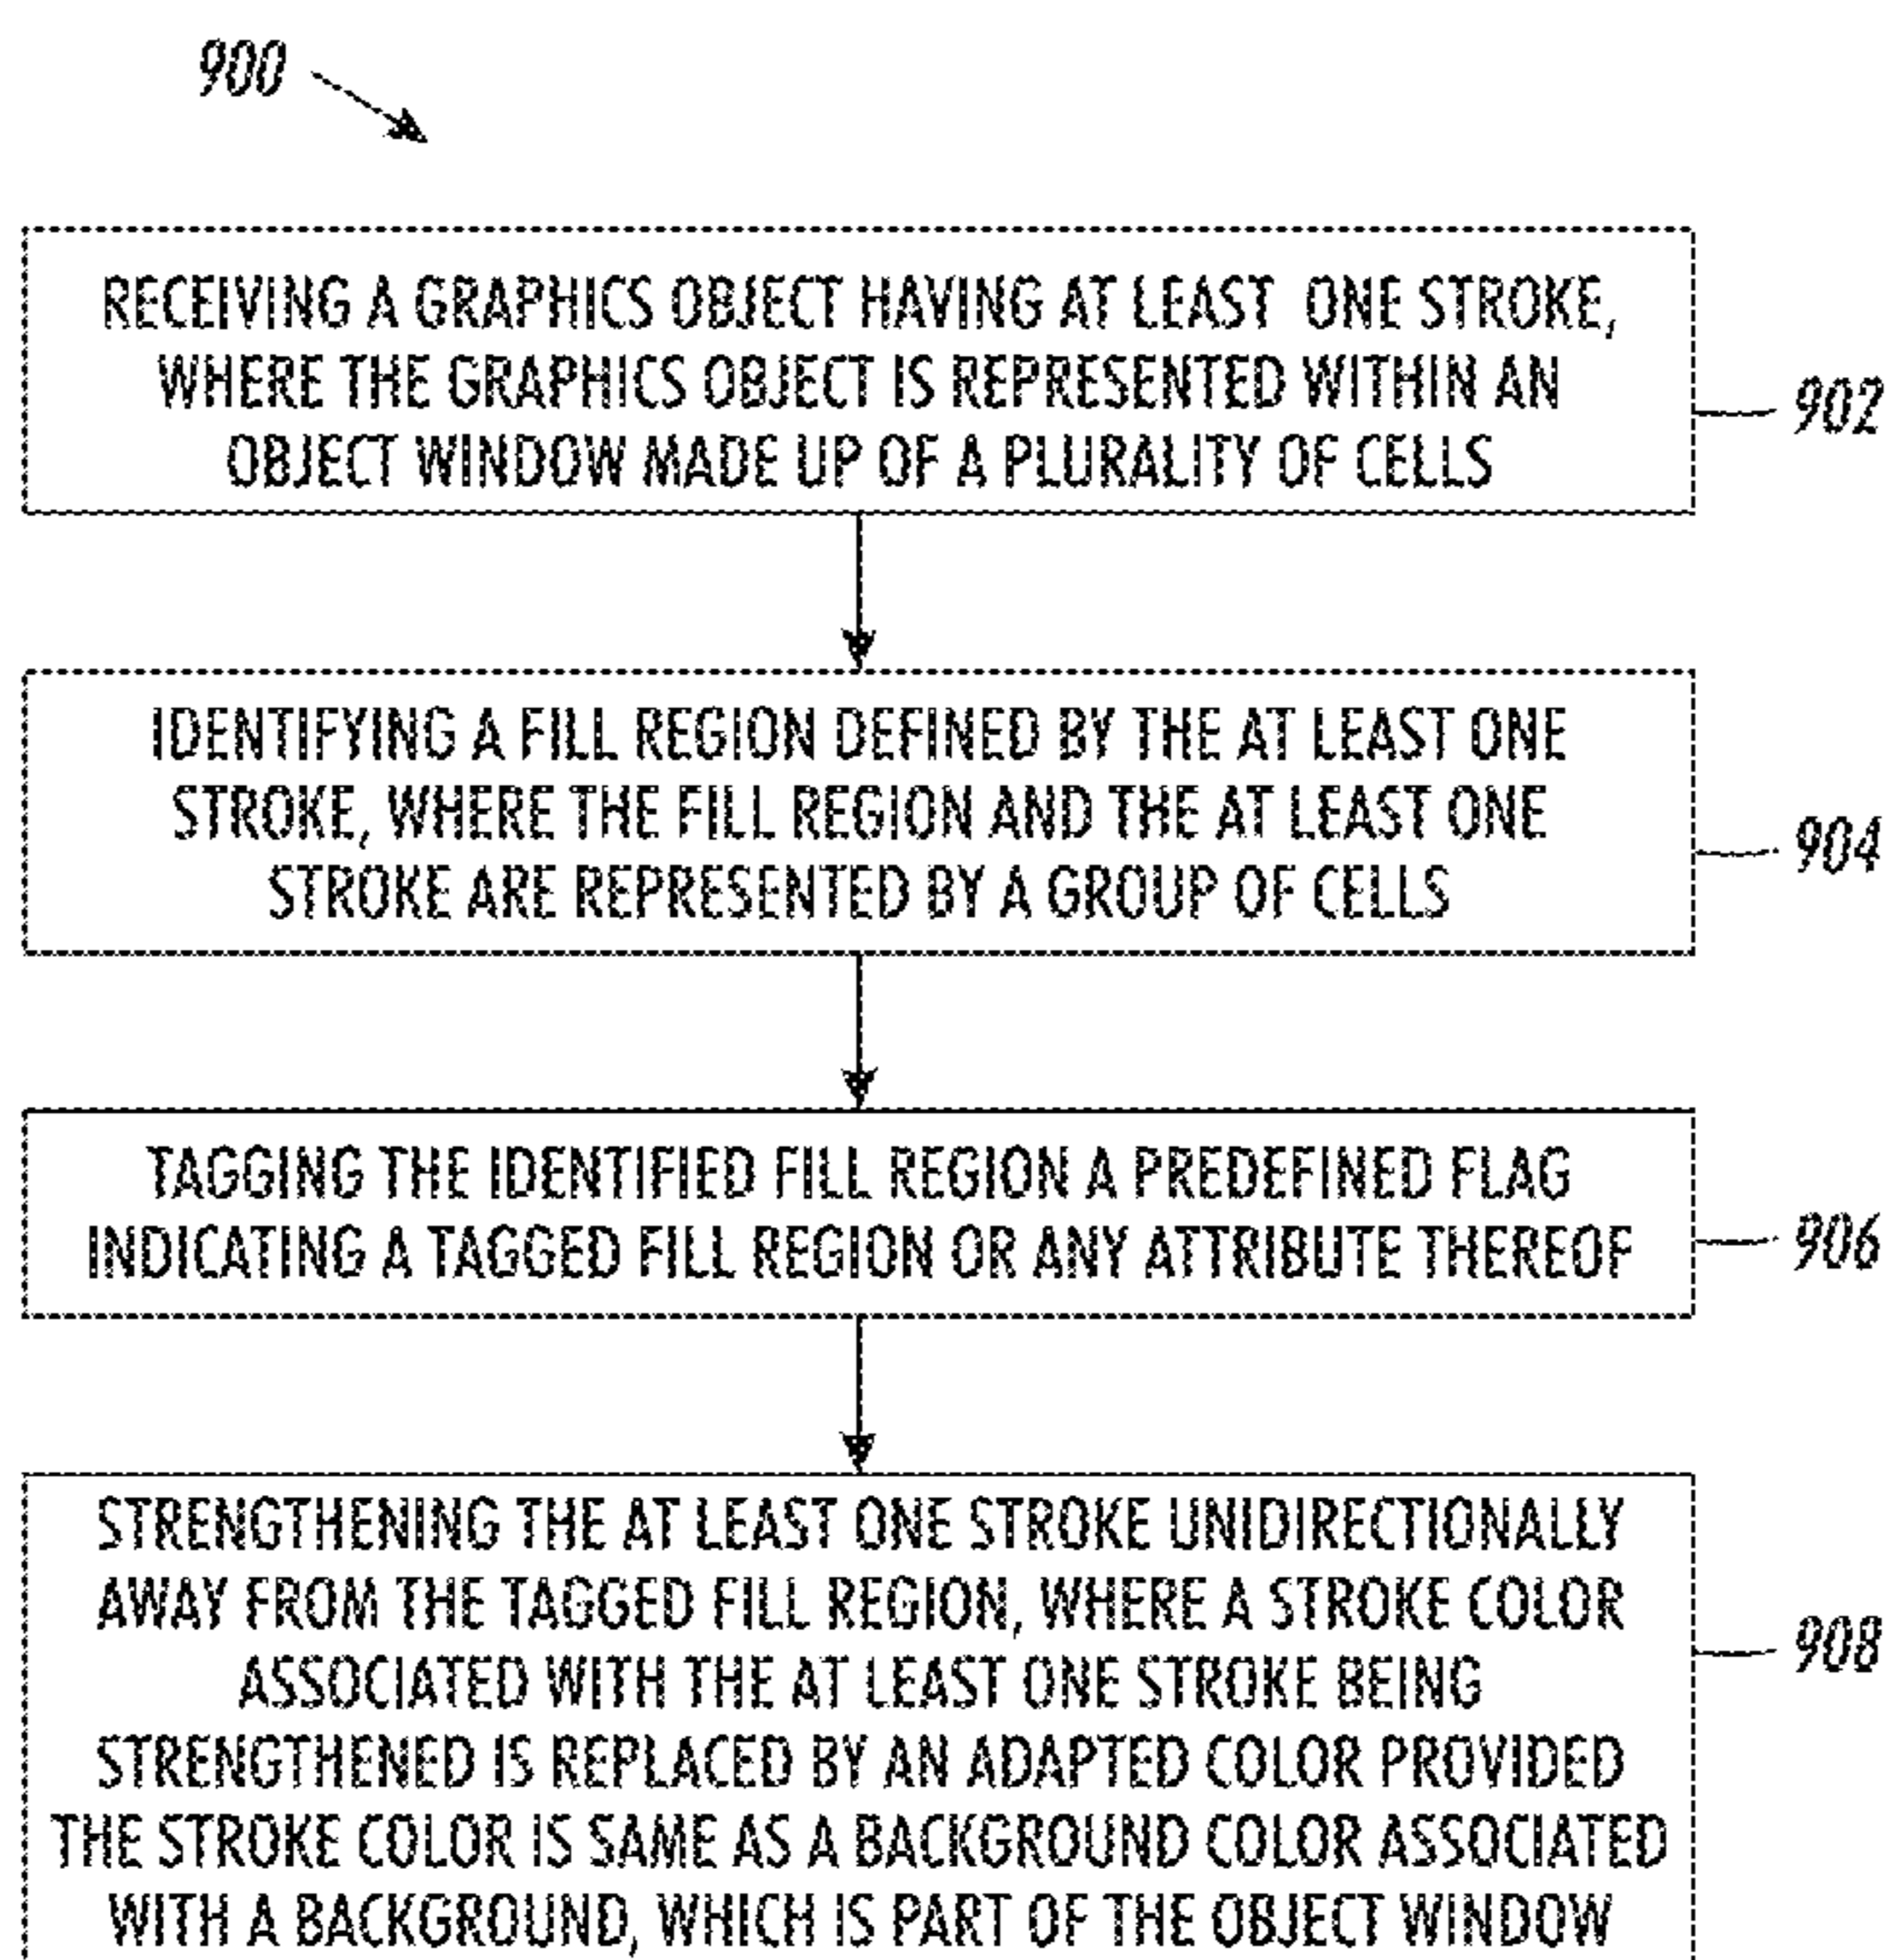 900
RECEIVING A GRAPHICS OBJECT HAVING AT LEAST ONE STROKE,
WHERE THE GRAPHICS OBJECT IS REPRESENTED WITHIN AN
OBJECT WINDOW MADE UP OF A PLURALITY OF CELLS
902
IDENTIFYING A FILL REGION DEFINED BY THE AT LEAST ONE
STROKE, WHERE THE FILL REGION AND THE AT LEAST ONE
STROKE ARE REPRESENTED BY A GROUP OF CELLS
904
TAGGING THE IDENTIFIED FILL REGION A PREDEFINED FLAG
INDICATING A TAGGED FILL REGION OR ANY ATTRIBUTE THEREOF
906
STRENGTHENING THE AT LEAST ONE STROKE UNIDIRECTIONALLY
AWAY FROM THE TAGGED FILL REGION, WHERE A STROKE COLOR
ASSOCIATED WITH THE AT LEAST ONE STROKE BEING
STRENGTHENED IS REPLACED BY AN ADAPTED COLOR PROVIDED
THE STROKE COLOR IS SAME AS A BACKGROUND COLOR ASSOCIATED
WITH A BACKGROUND, WHICH IS PART OF THE OBJECT WINDOW
908